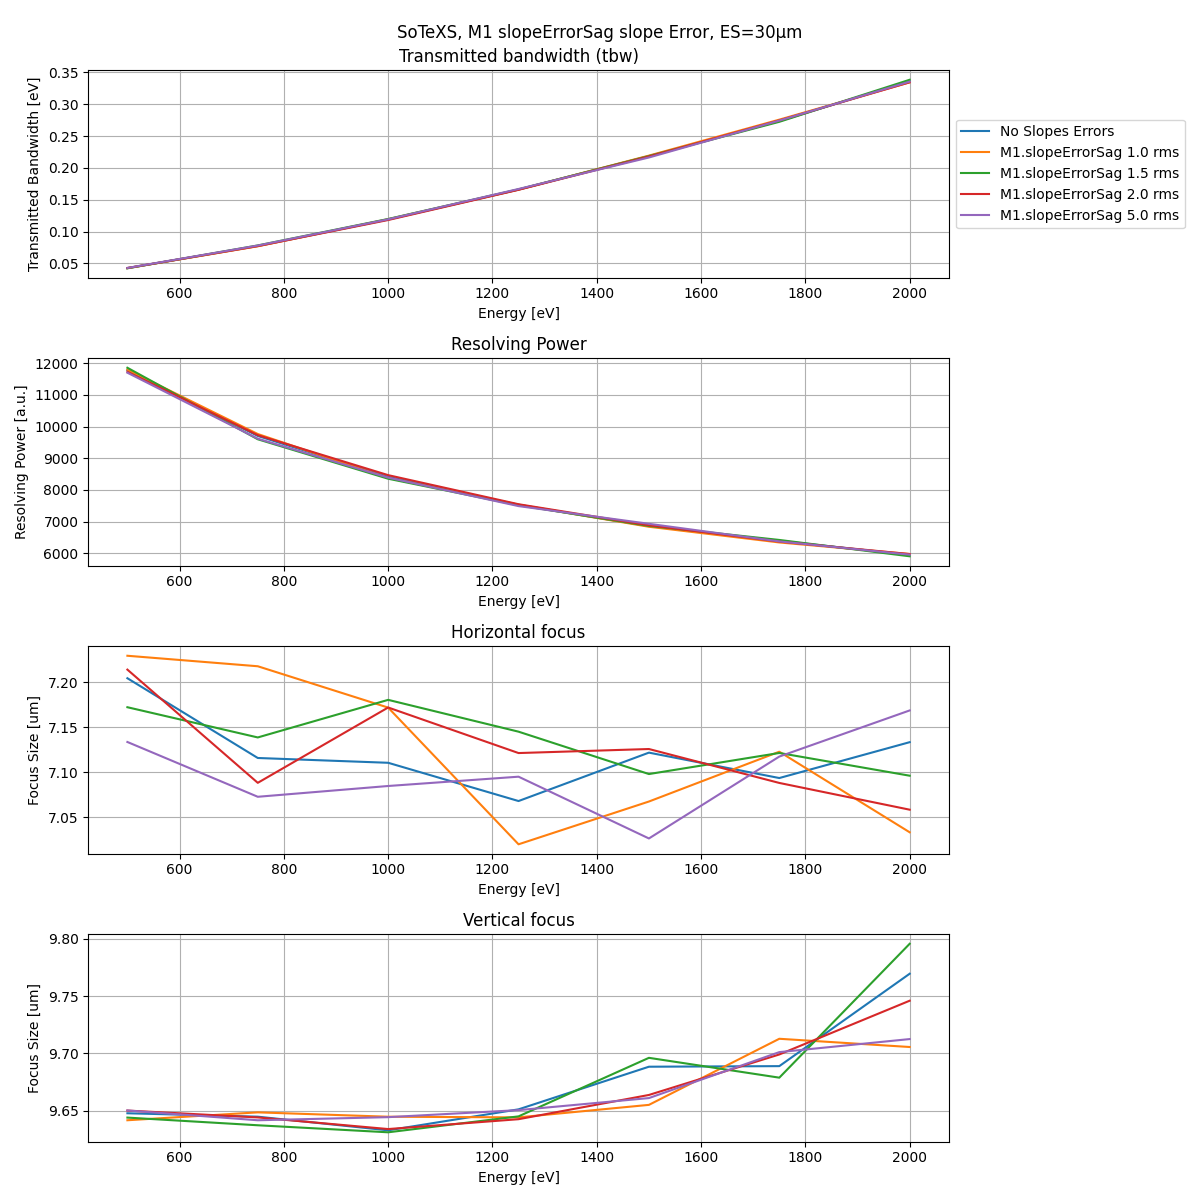 SoTeXS, M1 slopeErrorSag slope Error, ES=30μm
Transmitted bandwidth (tbw)
Transmitted Bandwidth [eV]
0.35
0.30
0.25
0.20
0.15
0.10
0.05
600 800 1000 1200 1400 1600 1800 2000
Energy [eV]
No Slopes Errors
M1.slopeErrorSag 1.0 rms
M1.slopeErrorSag 1.5 rms
M1.slopeErrorSag 2.0 rms
M1.slopeErrorSag 5.0 rms
Resolving Power
Resolving Power [a.u.]
12000
11000
10000
9000
8000
7000
6000
600 800 1000 1200 1400 1600 1800 2000
Energy [eV]
Horizontal focus
Focus Size [um]
7.20
7.15
7.10
7.05
600 800 1000 1200 1400 1600 1800 2000
Energy [eV]
Vertical focus
Focus Size [um]
9.80
9.75
9.70
9.65
600 800 1000 1200 1400 1600 1800 2000
Energy [eV]